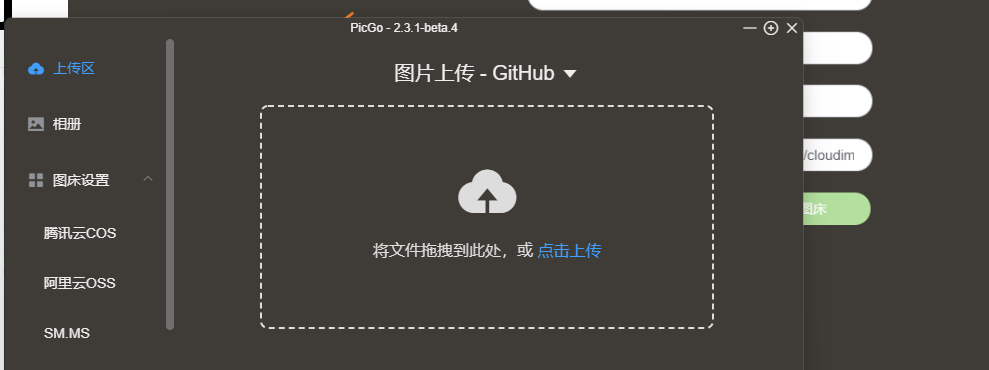 PicGo - 2.3.1-beta.4
上传区
图片上传 - GitHub
相册
/cloudim
图床设置
图床
腾讯云COS
将文件拖拽到此处，或 点击上传
阿里云OSS
SM.MS